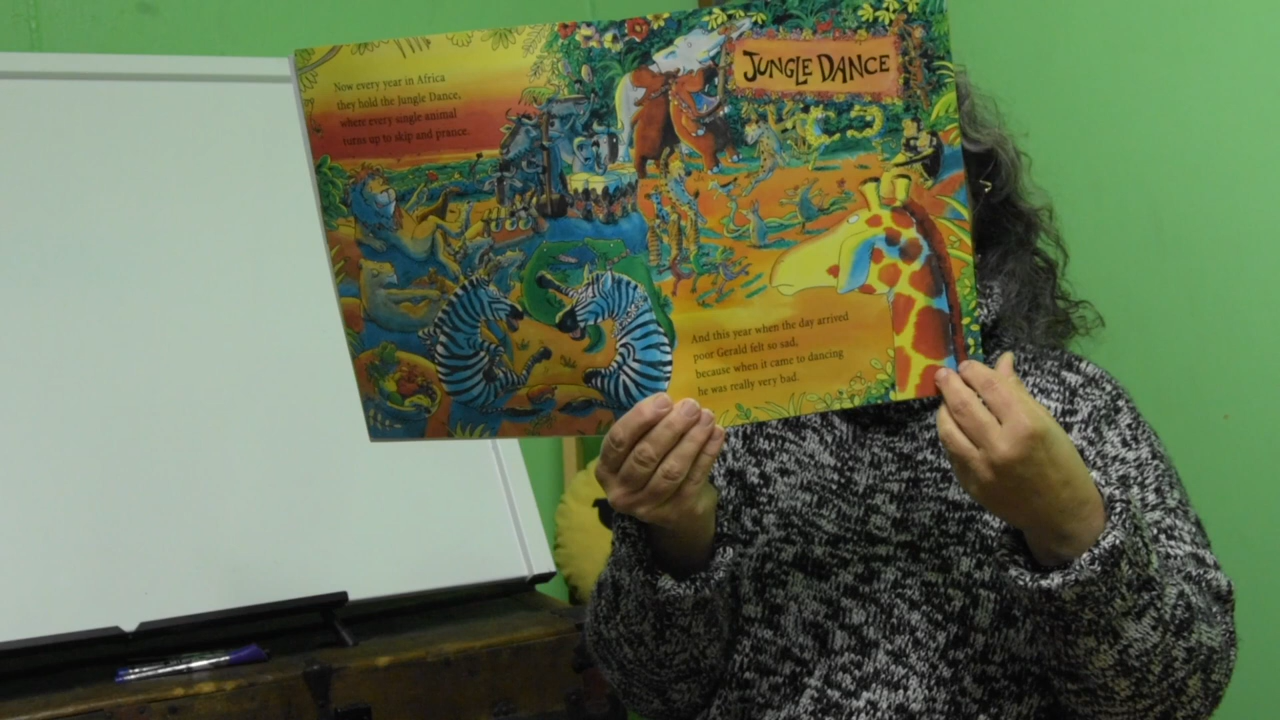 Now every year in Africa
they hold the Jungle Dance,
where every single animal
turns up to skip and prance.
JUNGLE DANCE
And this year when the day arrived
poor Gerald felt so sad,
because when it came to dancing
he was really very bad.